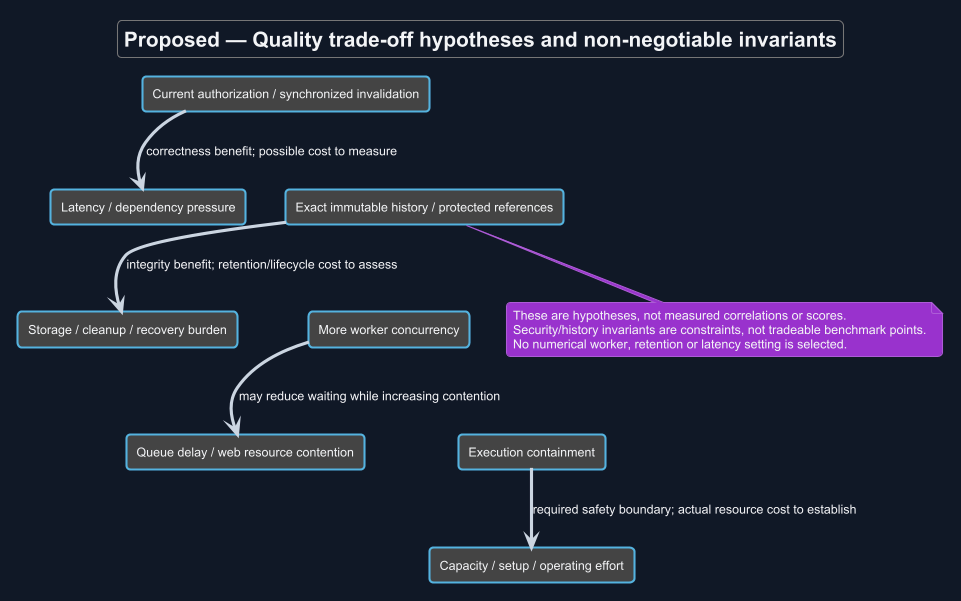 Proposed — Quality trade-off hypotheses and non-negotiable invariants
Current authorization / synchronized invalidation
correctness benefit; possible cost to measure
Latency / dependency pressure
Exact immutable history / protected references
integrity benefit; retention/lifecycle cost to assess
These are hypotheses, not measured correlations or scores.
Security/history invariants are constraints, not tradeable benchmark points.
No numerical worker, retention or latency setting is selected.
Storage / cleanup / recovery burden
More worker concurrency
may reduce waiting while increasing contention
Queue delay / web resource contention
Execution containment
required safety boundary; actual resource cost to establish
Capacity / setup / operating effort